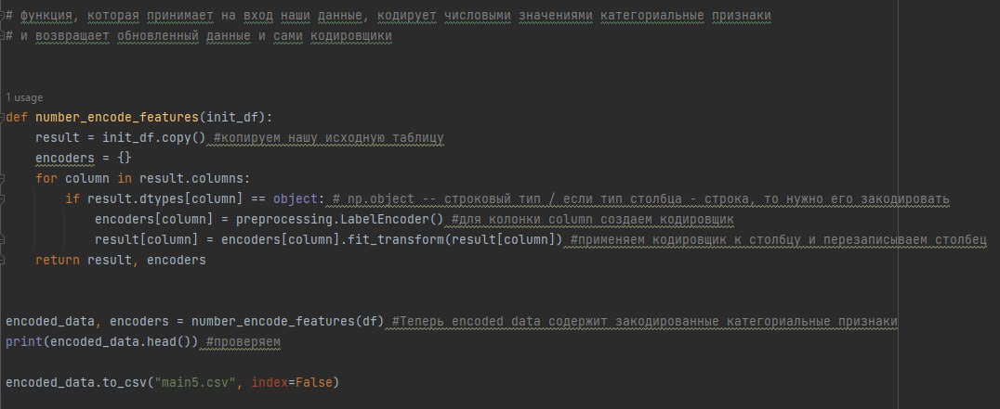 # функция, которая принимает на вход наши данные, кодирует числовыми значениями категориальные признаки
# и возвращает обновленный данные и сами кодировщики
1 usage
def number_encode_features(init_df):
    result = init_df.copy() #копируем нашу исходную таблицу
    encoders = {}
    for column in result.columns:
        if result.dtypes[column] == object: # np.object -- строковый тип / если тип столбца - строка, то нужно его закодировать
            encoders[column] = preprocessing.LabelEncoder() #для колонки column создаем кодировщик
            result[column] = encoders[column].fit_transform(result[column]) #применяем кодировщик к столбцу и перезаписываем столбец
    return result, encoders
encoded_data, encoders = number_encode_features(df) #Теперь encoded data содержит закодированные категориальные признаки
print(encoded_data.head()) #проверяем
encoded_data.to_csv("main5.csv", index=False)